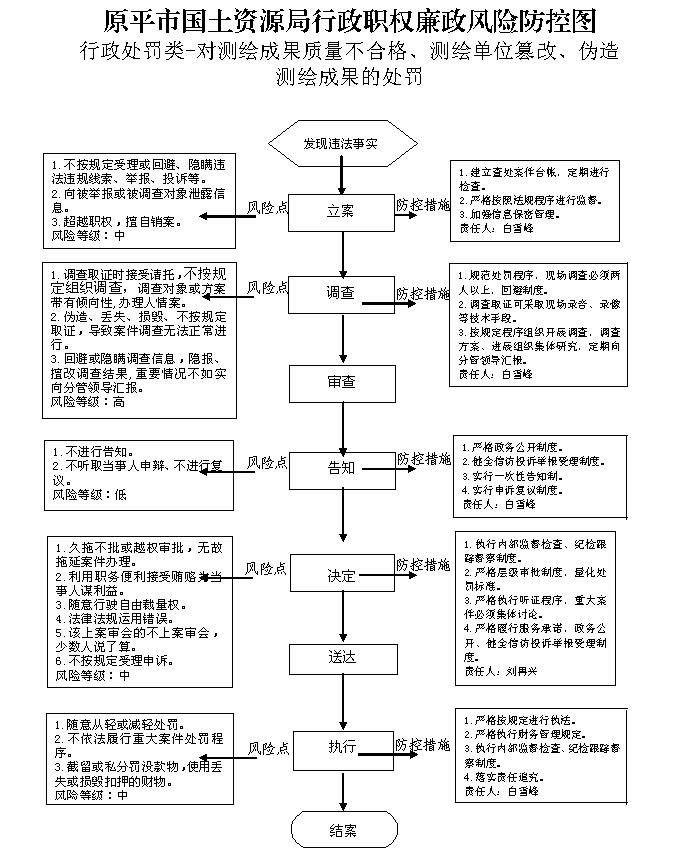 原平市国土资源局行政职权廉政风险防控图
行政处罚类-对测绘成果质量不合格、测绘单位篡改、伪造
测绘成果的处罚
发现违法事实
1.不按规定受理或回避、隐瞒违
法违规线索、举报、投诉等。
2.向被举报或被调查对象泄露信
息。
3.超越职权，擅自销案。
风险等级：中
风险点
立案
防控措施
1.建立查处案件台帐，定期进行
检查。
2.严格按照法规程序进行监督。
3.加强信息保密管理。
责任人：白雪峰
1.调查取证时接受请托，不按规
定组织调查，调查对象或方案
带有倾向性,办理人情案。
2.伪造、丢失、损毁、不按规定
取证，导致案件调查无法正常进
行。
3.回避或隐瞒调查信息，隐报、
擅改调查结果,重要情况不如实
向分管领导汇报。
风险等级：高
风险点
调查
防控措施
1.规范处罚程序，现场调查必须两
人以上，回避制度。
2.调查取证可采取现场录音、录像
等技术手段。
3.按规定程序组织开展调查，调查
方案、进展组织集体研究，定期向
分管领导汇报。
责任人：白雪峰
审查
1.不进行告知。
2.不听取当事人申辩、不进行复
议。
风险等级：低
风险点
告知
防控措施
1.严格政务公开制度。
2.健全信访投诉举报受理制度。
3.实行一次性告知制。
4.实行申诉复议制度。
责任人：白雪峰
1.久拖不批或越权审批，无故
拖延案件办理。
2.利用职务便利接受贿赂为当
事人谋利益。
3.随意行驶自由裁量权。
4.法律法规运用错误。
5.该上案审会的不上案审会，
少数人说了算。
6.不按规定受理申诉。
风险等级：中
风险点
决定
防控措施
1.执行内部监督检查、纪检跟
踪督察制度。
2.严格层级审批制度，量化处
罚标准。
3.严格执行听证程序，重大案
件必须集体讨论。
4.严格履行服务承诺，政务公
开、健全信访投诉举报受理制
度。
责任人：刘再兴
送达
1.随意从轻或减轻处罚。
2.不依法履行重大案件处罚程
序。
3.截留或私分罚没款物,使用丢
失或损毁扣押的财物。
风险等级：中
风险点
执行
防控措施
1.严格按规定进行执法。
2.严格执行财务管理规定。
3.执行内部监督检查、纪检跟踪督
察制度。
4.落实责任追究。
责任人：白雪峰
结案